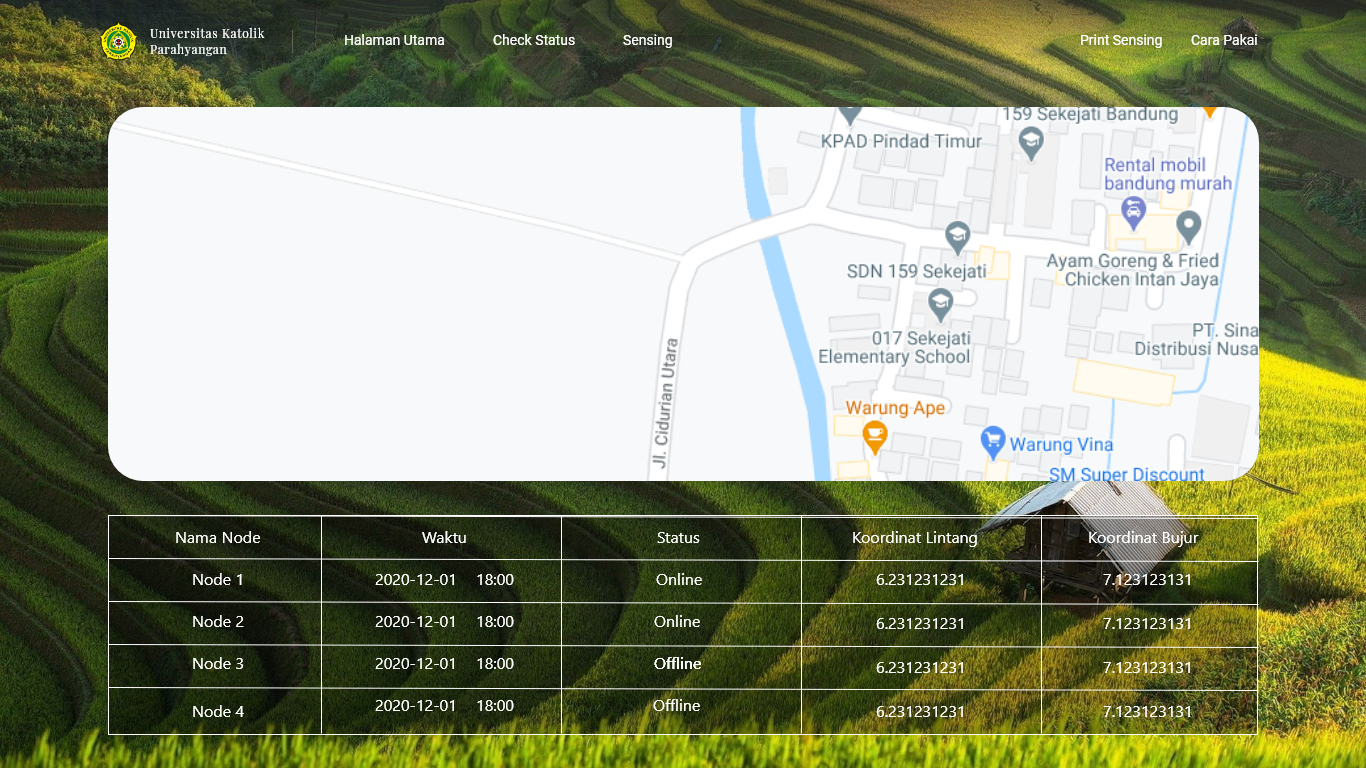 Universitas Katolik
Parahyangan
Halaman Utama
Check Status
Sensing
Print Sensing
Cara Pakai
159 Sekejati Bandung
KPAD Pindad Timur
Rental mobil
bandung murah
SDN 159 Sekejati
Ayam Goreng & Fried
Chicken Intan Jaya
017 Sekejati
Elementary School
PT. Sina
Distribusi Nusa
Jl. Cidurian Utara
Warung Ape
Warung Vina
SM Super Discount
Nama Node Waktu Status Koordinat Lintang Koordinat Bujur
Node 1 2020-12-01 18:00 Online 6.231231231 7.123123131
Node 2 2020-12-01 18:00 Online 6.231231231 7.123123131
Node 3 2020-12-01 18:00 Offline 6.231231231 7.123123131
Node 4 2020-12-01 18:00 Offline 6.231231231 7.123123131